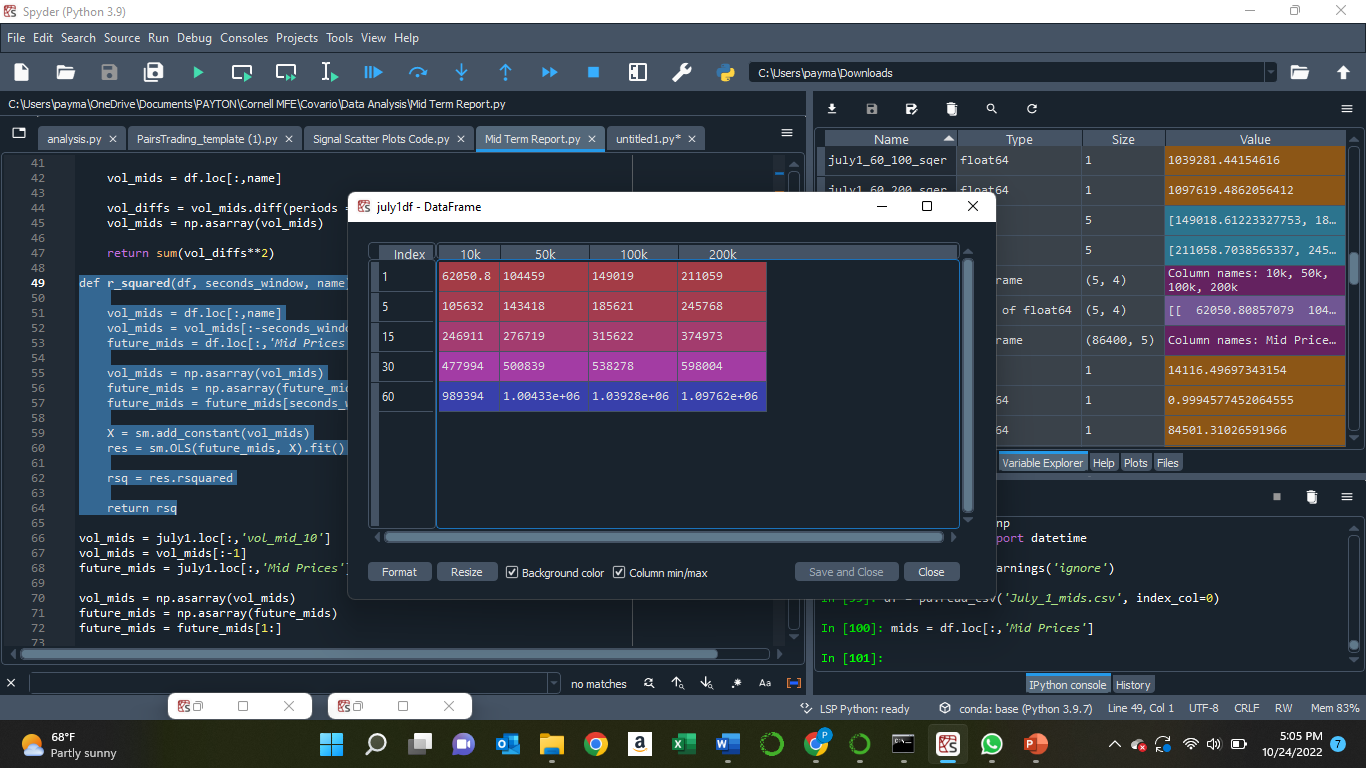 Spyder (Python 3.9)
File Edit Search Source Run Debug Consoles Projects Tools View Help
C:\Users\payma\Downloads
C:\Users\payma\OneDrive\Documents\PAYTON\Cornell MFE\Covario\Data Analysis\Mid Term Report.py
analysis.py PairsTrading_template (1).py Signal Scatter Plots Code.py Mid Term Report.py untitled1.py*
41
42 vol_mids = df.loc[:,name]
43
44 vol_diffs = vol_mids.diff(periods =
45 vol_mids = np.asarray(vol_mids)
46
47 return sum(vol_diffs**2)
48
49 def r_squared(df, seconds_window, name
50
51 vol_mids = df.loc[:,name]
52 vol_mids = vol_mids[:-seconds_windo
53 future_mids = df.loc[:,'Mid Prices
54
55 vol_mids = np.asarray(vol_mids)
56 future_mids = np.asarray(future_mid
57 future_mids = future_mids[seconds_w
58
59 X = sm.add_constant(vol_mids)
60 res = sm.OLS(future_mids, X).fit()
61
62 rsq = res.rsquared
63
64 return rsq
65
66 vol_mids = july1.loc[:,'vol_mid_10']
67 vol_mids = vol_mids[:-1]
68 future_mids = july1.loc[:,'Mid Prices'
69
70 vol_mids = np.asarray(vol_mids)
71 future_mids = np.asarray(future_mids)
72 future_mids = future_mids[1:]
73
july1df - DataFrame
Index 10k 50k 100k 200k
1 62050.8 104459 149019 211059
5 105632 143418 185621 245768
15 246911 276719 315622 374973
30 477994 500839 538278 598004
60 989394 1.00433e+06 1.03928e+06 1.09762e+06
Format Resize Background color Column min/max Save and Close Close
Name Type Size Value
july1_60_100_sqer float64 1 1039281.44154616
july1_60_200_sqer float64 1 1097619.4862056412
5 [149018.61223327753, 18…
5 [211058.7038565337, 245…
rame (5, 4) Column names: 10k, 50k,
100k, 200k
of float64 (5, 4) [[ 62050.80857079 104…
rame (86400, 5) Column names: Mid Price…
1 14116.49697343154
64 1 0.9994577452064555
64 1 84501.31026591966
Variable Explorer Help Plots Files
np
port datetime
arnings('ignore')
In [99]: df = pd.read_csv('July_1_mids.csv', index_col=0)
In [100]: mids = df.loc[:,'Mid Prices']
In [101]:
IPython console History
no matches Aa
LSP Python: ready conda: base (Python 3.9.7) Line 49, Col 1 UTF-8 CRLF RW Mem 83%
68°F
Partly sunny
5:05 PM
10/24/2022 7